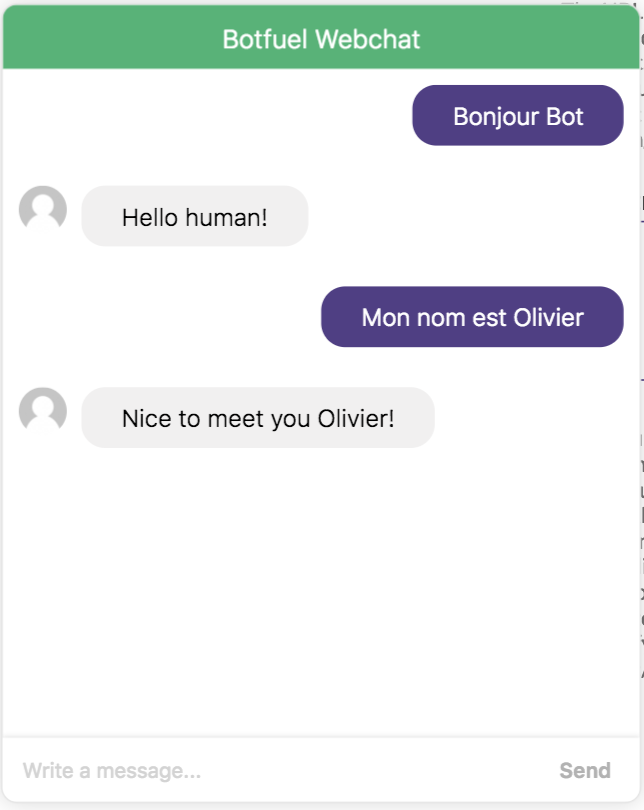 Botfuel Webchat
Bonjour Bot
Hello human!
Mon nom est Olivier
Nice to meet you Olivier!
Write a message...
Send